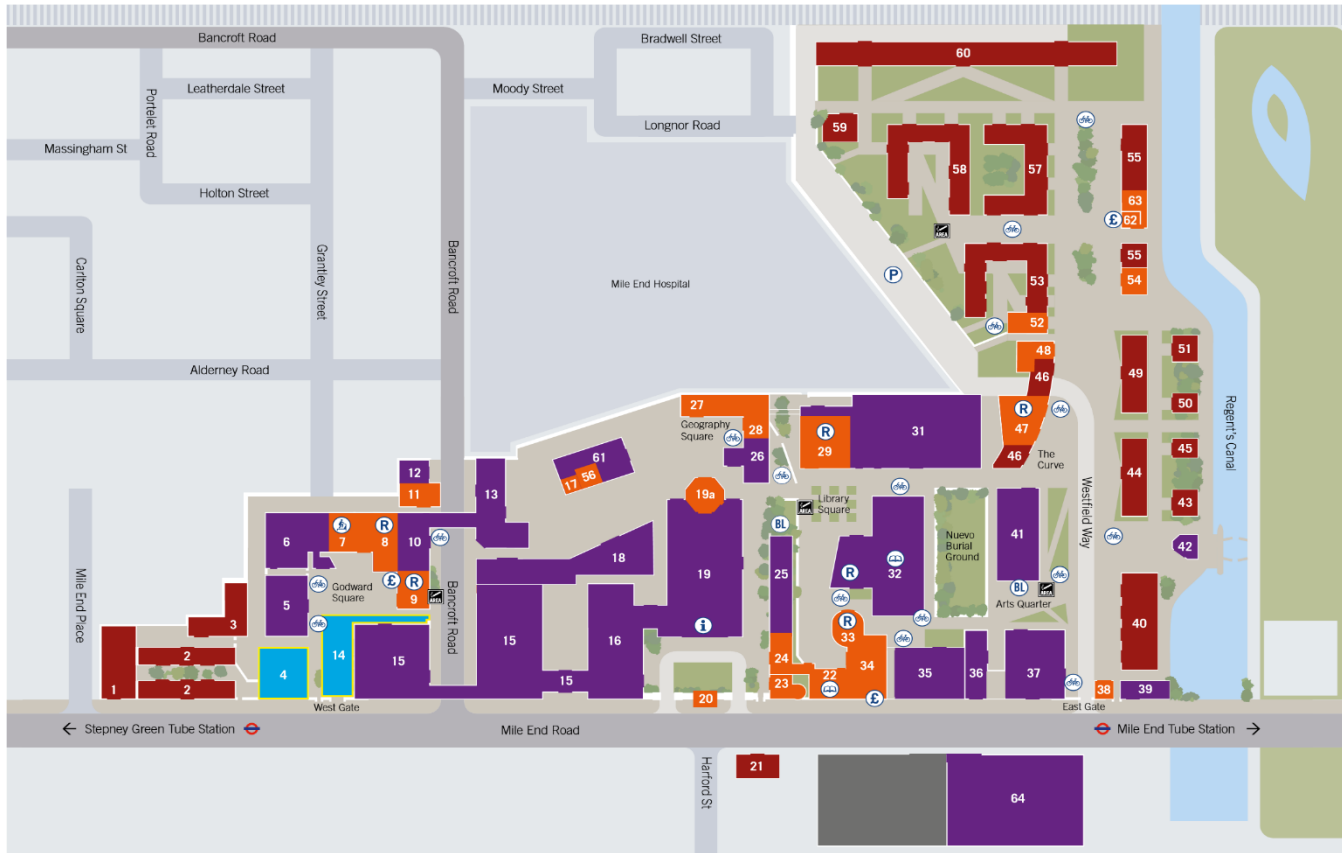 Bancroft Road
Bradwell Street
60
Portelet Road
Leatherdale Street
Moody Street
Longnor Road
59
58
57
55
Massingham St
Holton Street
63
£
62
AREA
Grantley Street
Bancroft Road
Carlton Square
Mile End Hospital
P
53
55
54
52
48
51
49
46
Alderney Road
50
Regent's Canal
27
Geography
Square
28
26
R
29
31
R
47
46
The
Curve
45
44
43
61
56
17
12
11
13
19a
Library
Square
AREA
BL
Westfield Way
6
7
R
8
10
18
19
25
R
32
Nuevo
Burial
Ground
41
42
BL
AREA
Arts Quarter
Mile End Place
5
Godward
Square
£
R
9
AREA
Bancroft Road
3
2
1
2
4
14
15
15
15
16
i
R
33
24
22
34
23
20
£
35
36
37
38
39
40
West Gate
East Gate
← Stepney Green Tube Station
Mile End Road
Mile End Tube Station →
Harford St
21
64